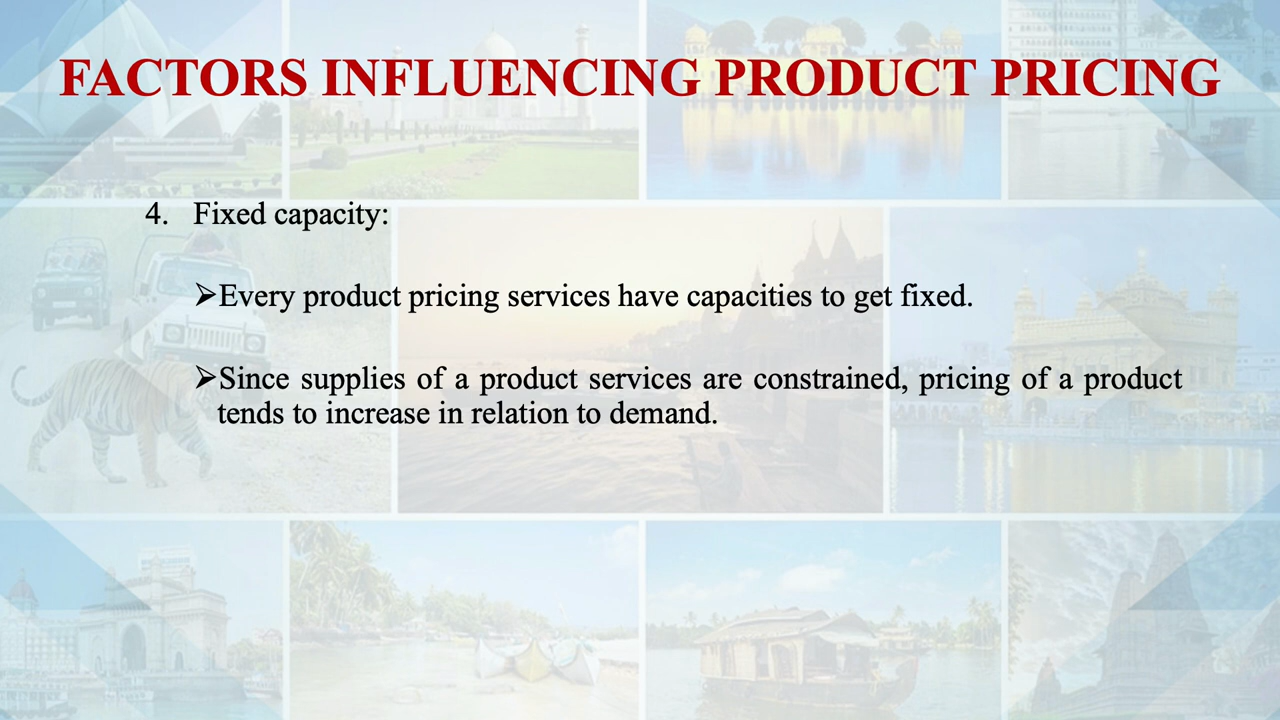 FACTORS INFLUENCING PRODUCT PRICING
4. Fixed capacity:
➢Every product pricing services have capacities to get fixed.
➢Since supplies of a product services are constrained, pricing of a product
tends to increase in relation to demand.